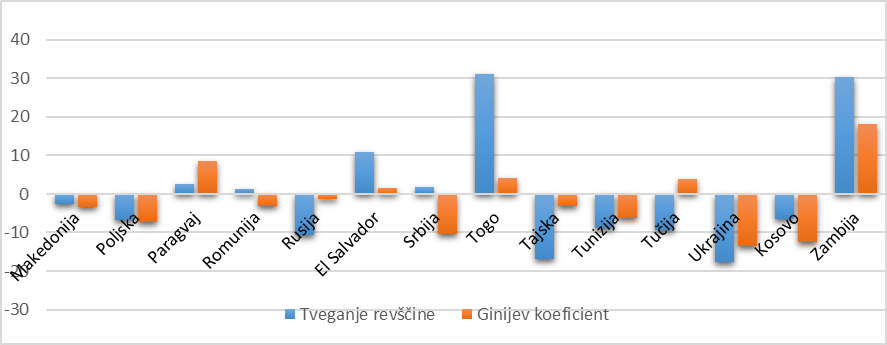 40
30
20
10
0
-10
-20
-30
Makedonija
Poljska
Paragvaj
Romunija
Rusija
El Salvador
Srbija
Togo
Tajska
Tunizija
Tučija
Ukrajina
Kosovo
Zambija
Tveganje revščine Ginijev koeficient